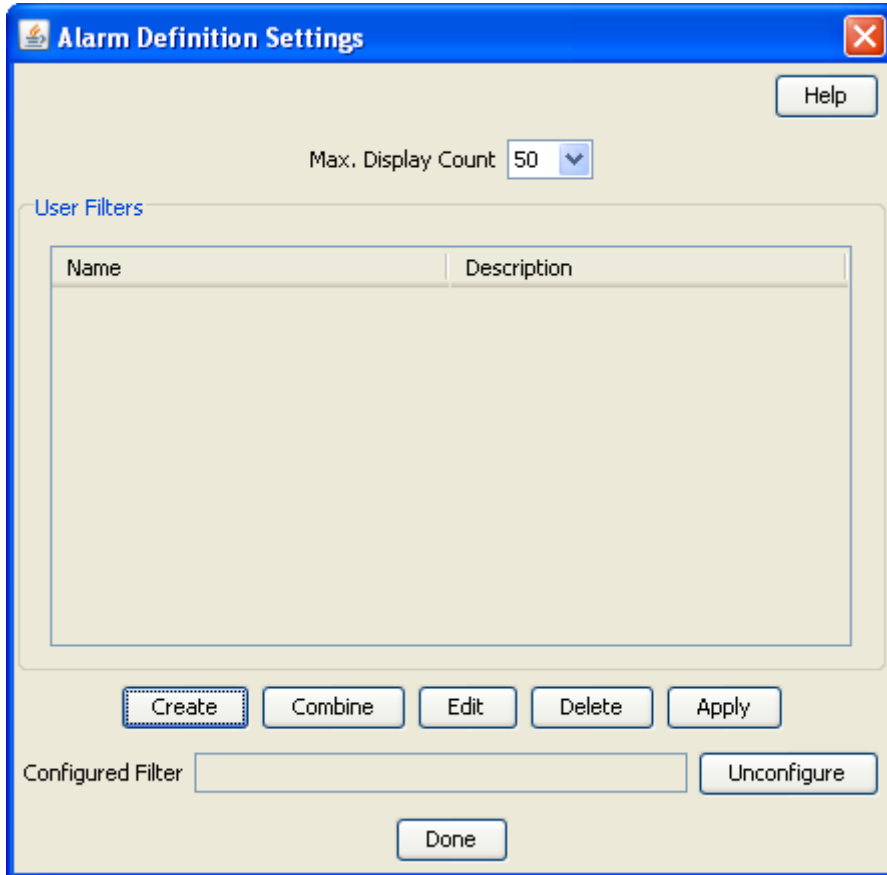 Alarm Definition Settings
Help
Max. Display Count 50
User Filters
Name Description
Create Combine Edit Delete Apply
Configured Filter Unconfigure
Done